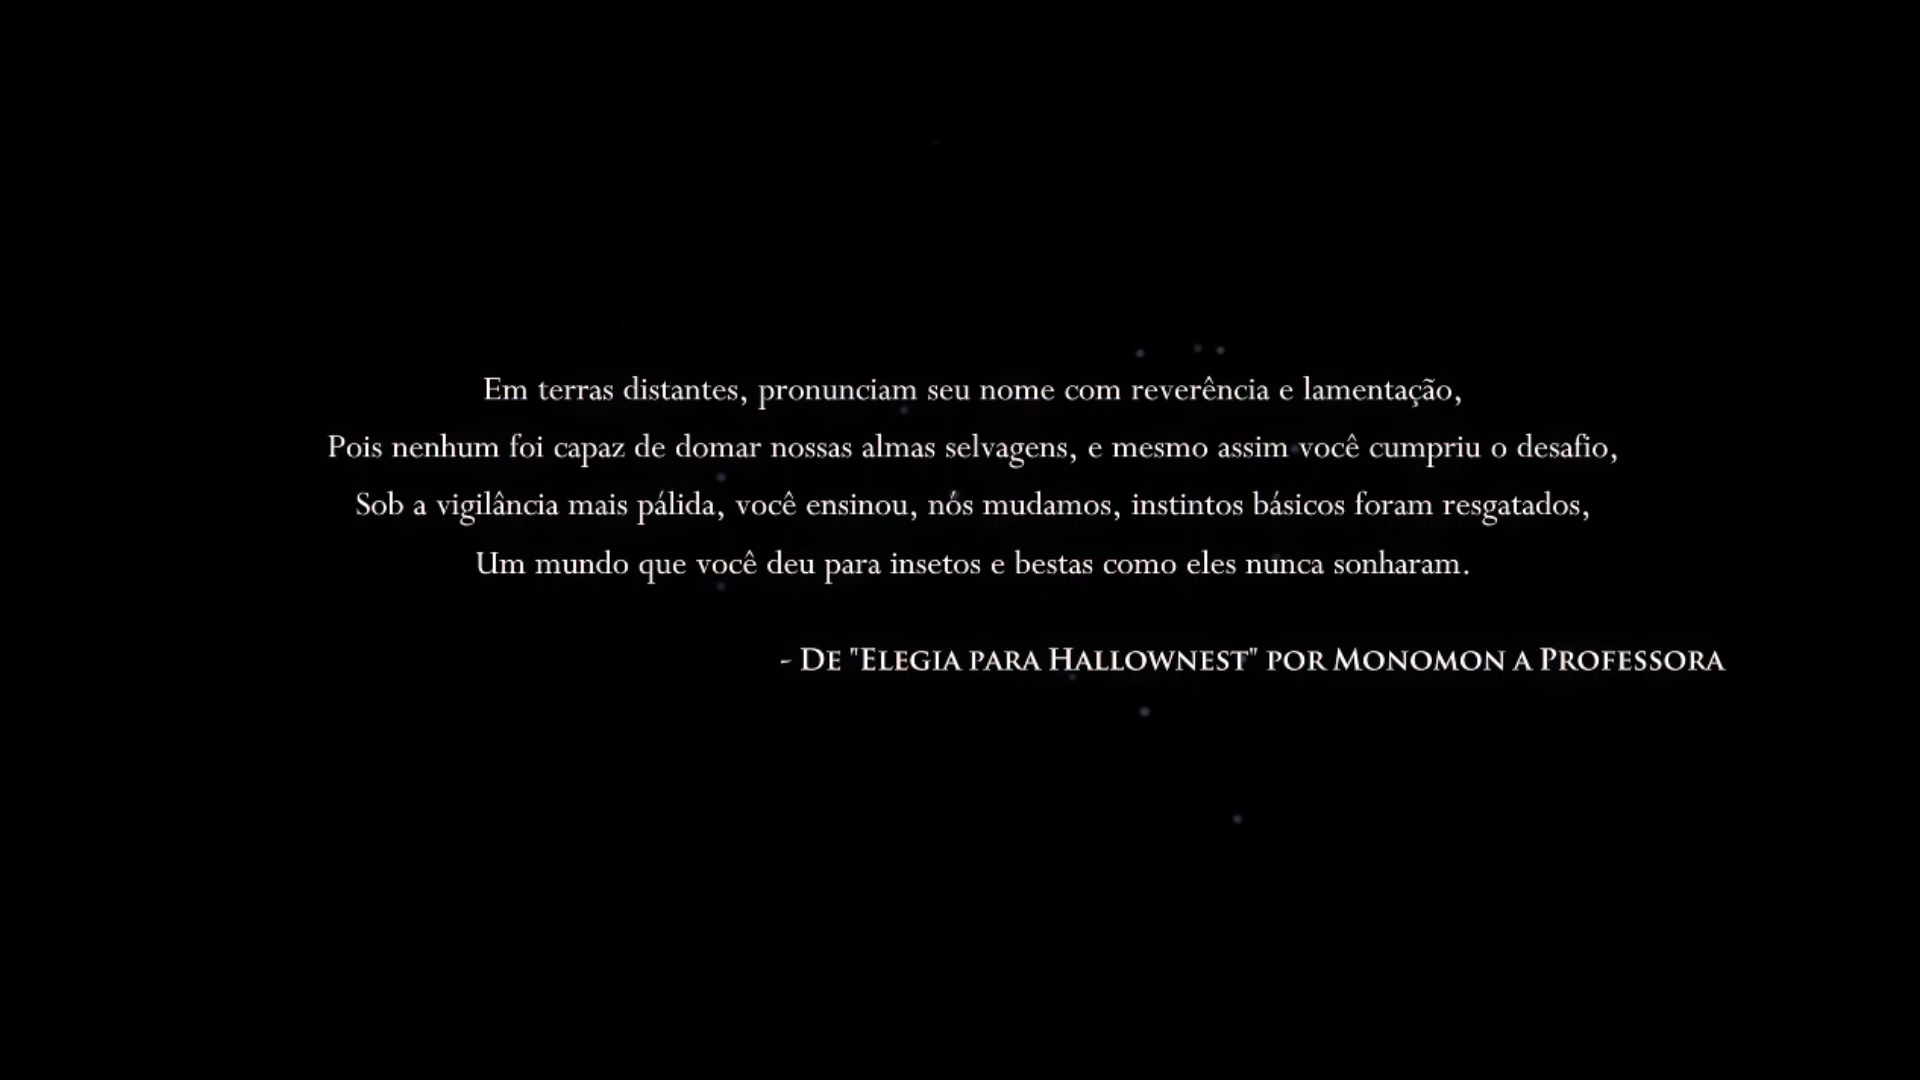 Em terras distantes, pronunciam seu nome com reverência e lamentação,
Pois nenhum foi capaz de domar nossas almas selvagens, e mesmo assim você cumpriu o desafio,
Sob a vigilância mais pálida, você ensinou, nós mudamos, instintos básicos foram resgatados,
Um mundo que você deu para insetos e bestas como eles nunca sonharam.
- De "Elegia para Hallownest" por Monomon a Professora